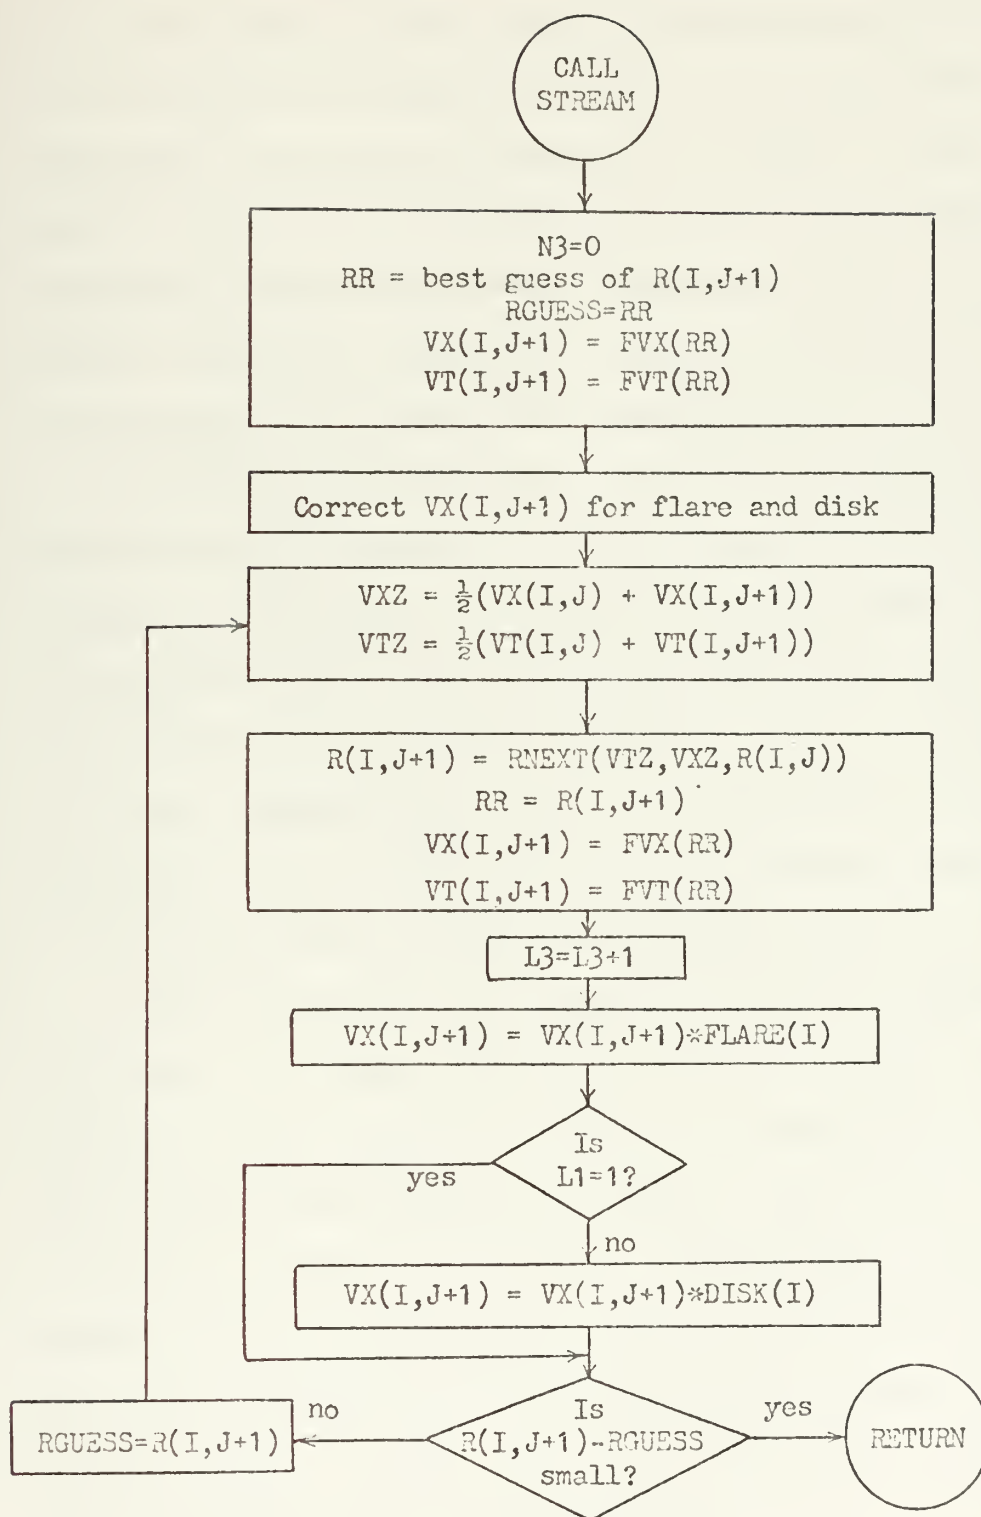 CALL
STREAM
N3=0
RR = best guess of R(I,J+1)
RGUESS=RR
VX(I,J+1) = FVX(RR)
VT(I,J+1) = FVT(RR)
Correct VX(I,J+1) for flare and disk
VXZ = ½(VX(I,J) + VX(I,J+1))
VTZ = ½(VT(I,J) + VT(I,J+1))
R(I,J+1) = RNEXT(VTZ,VXZ,R(I,J))
RR = R(I,J+1)
VX(I,J+1) = FVX(RR)
VT(I,J+1) = FVT(RR)
L3=L3+1
VX(I,J+1) = VX(I,J+1)*FLARE(I)
Is
L1=1?
yes
no
VX(I,J+1) = VX(I,J+1)*DISK(I)
Is
R(I,J+1)-RGUESS
small?
no
yes
RGUESS=R(I,J+1)
RETURN